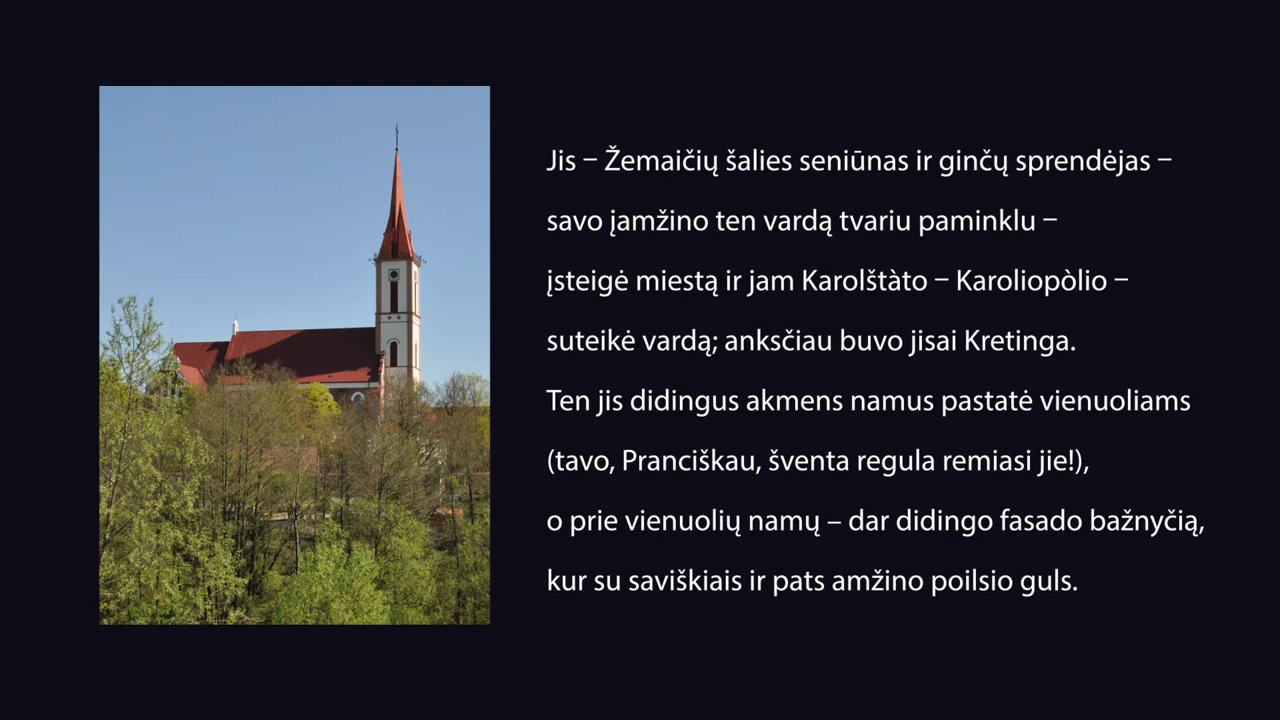 Jis – Žemaičių šalies seniūnas ir ginčų sprendėjas –
savo įamžino ten vardą tvariu paminklu –
įsteigė miestą ir jam Karolštàto – Karoliopòlio –
suteikė vardą; anksčiau buvo jisai Kretinga.
Ten jis didingus akmens namus pastatė vienuoliams
(tavo, Pranciškau, šventa regula remiasi jie!),
o prie vienuolių namų – dar didingo fasado bažnyčią,
kur su saviškiais ir pats amžino poilsio guls.